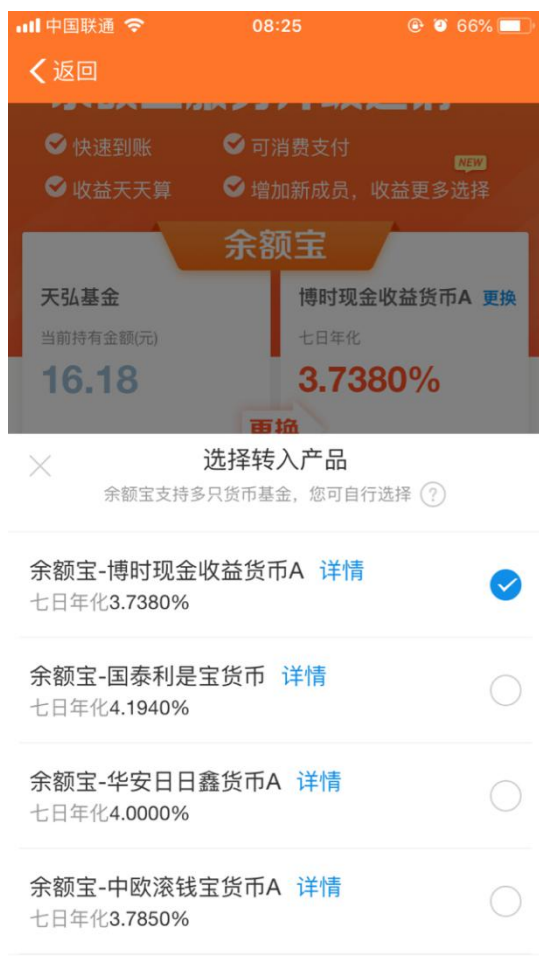 中国联通 08:25 66%
返回
快速到账 可消费支付
NEW
收益天天算 增加新成员，收益更多选择
余额宝
天弘基金 博时现金收益货币A 更换
当前持有金额(元) 七日年化
16.18 3.7380%
更换
选择转入产品
余额宝支持多只货币基金，您可自行选择 ?
余额宝-博时现金收益货币A 详情
七日年化3.7380%
余额宝-国泰利是宝货币 详情
七日年化4.1940%
余额宝-华安日日鑫货币A 详情
七日年化4.0000%
余额宝-中欧滚钱宝货币A 详情
七日年化3.7850%